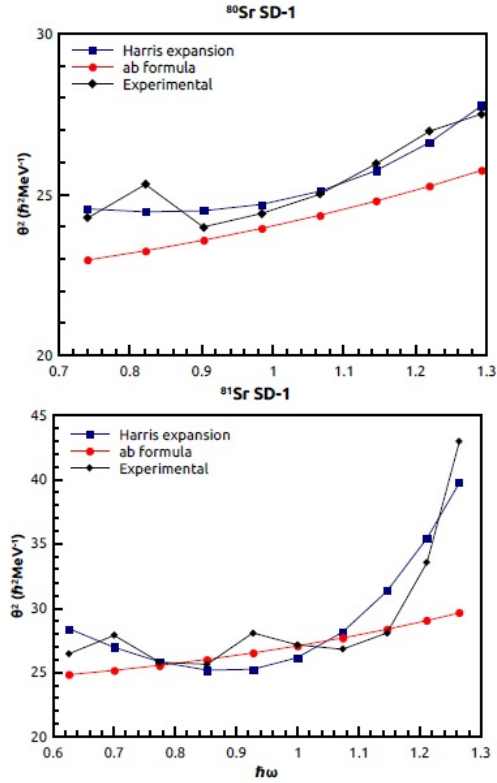 ⁸⁰Sr SD-1
30
Harris expansion
ab formula
Experimental
θ² (ℏ²MeV⁻¹)
25
20
0.7 0.8 0.9 1 1.1 1.2 1.3
⁸¹Sr SD-1
45
Harris expansion
ab formula
Experimental
40
35
θ² (ℏ²MeV⁻¹)
30
25
20
0.6 0.7 0.8 0.9 1 1.1 1.2 1.3
ℏω